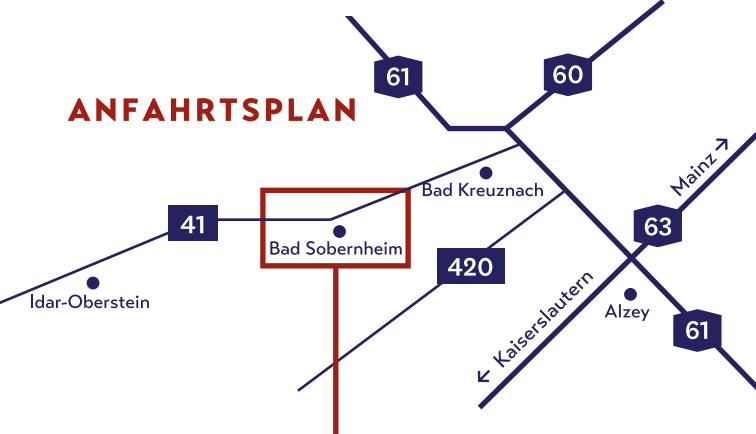 61
60
ANFAHRTSPLAN
Mainz →
Bad Kreuznach
41
63
Bad Sobernheim
420
Idar-Oberstein
← Kaiserslautern
Alzey
61